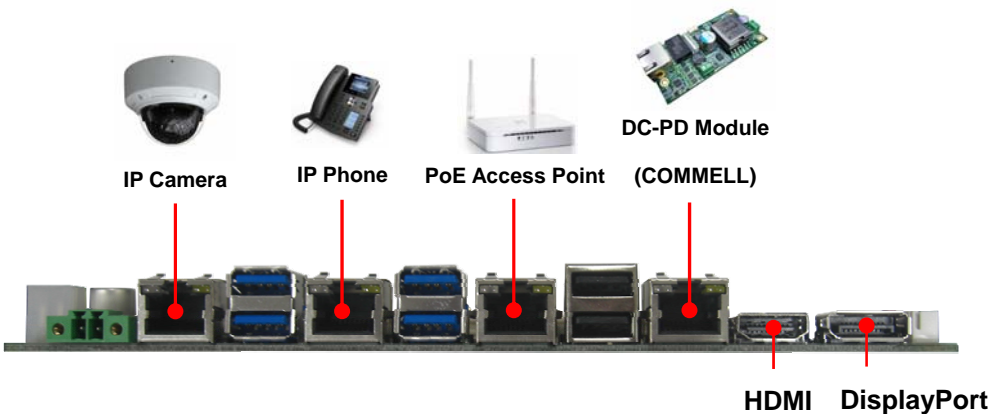 DC-PD Module
IP Camera
IP Phone
PoE Access Point
(COMMELL)
HDMI
DisplayPort